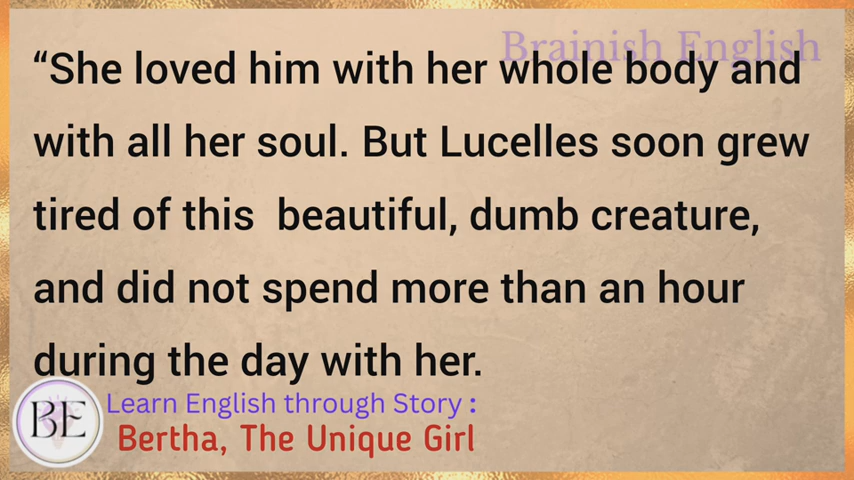 Brainish English
“She loved him with her whole body and
with all her soul. But Lucelles soon grew
tired of this  beautiful, dumb creature,
and did not spend more than an hour
during the day with her.
BE
Learn English through Story :
Bertha, The Unique Girl